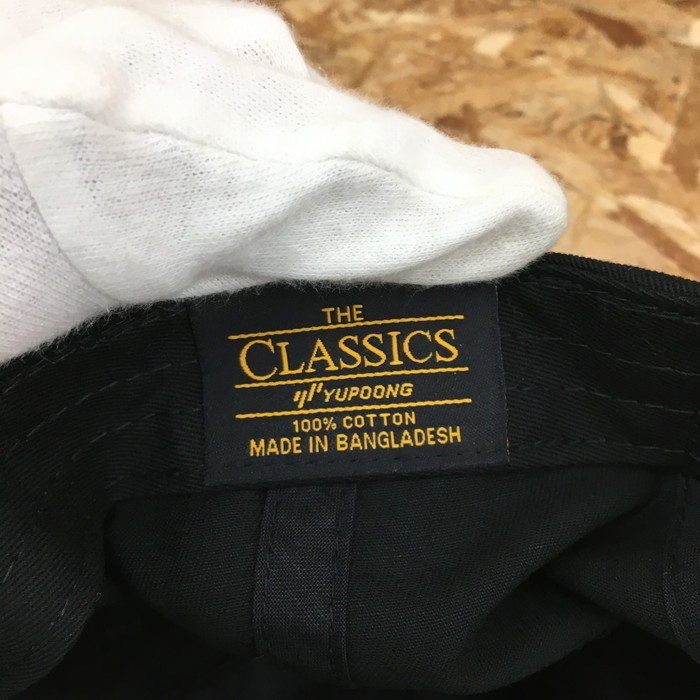 THE
CLASSICS
YUPOONG
100% COTTON
MADE IN BANGLADESH